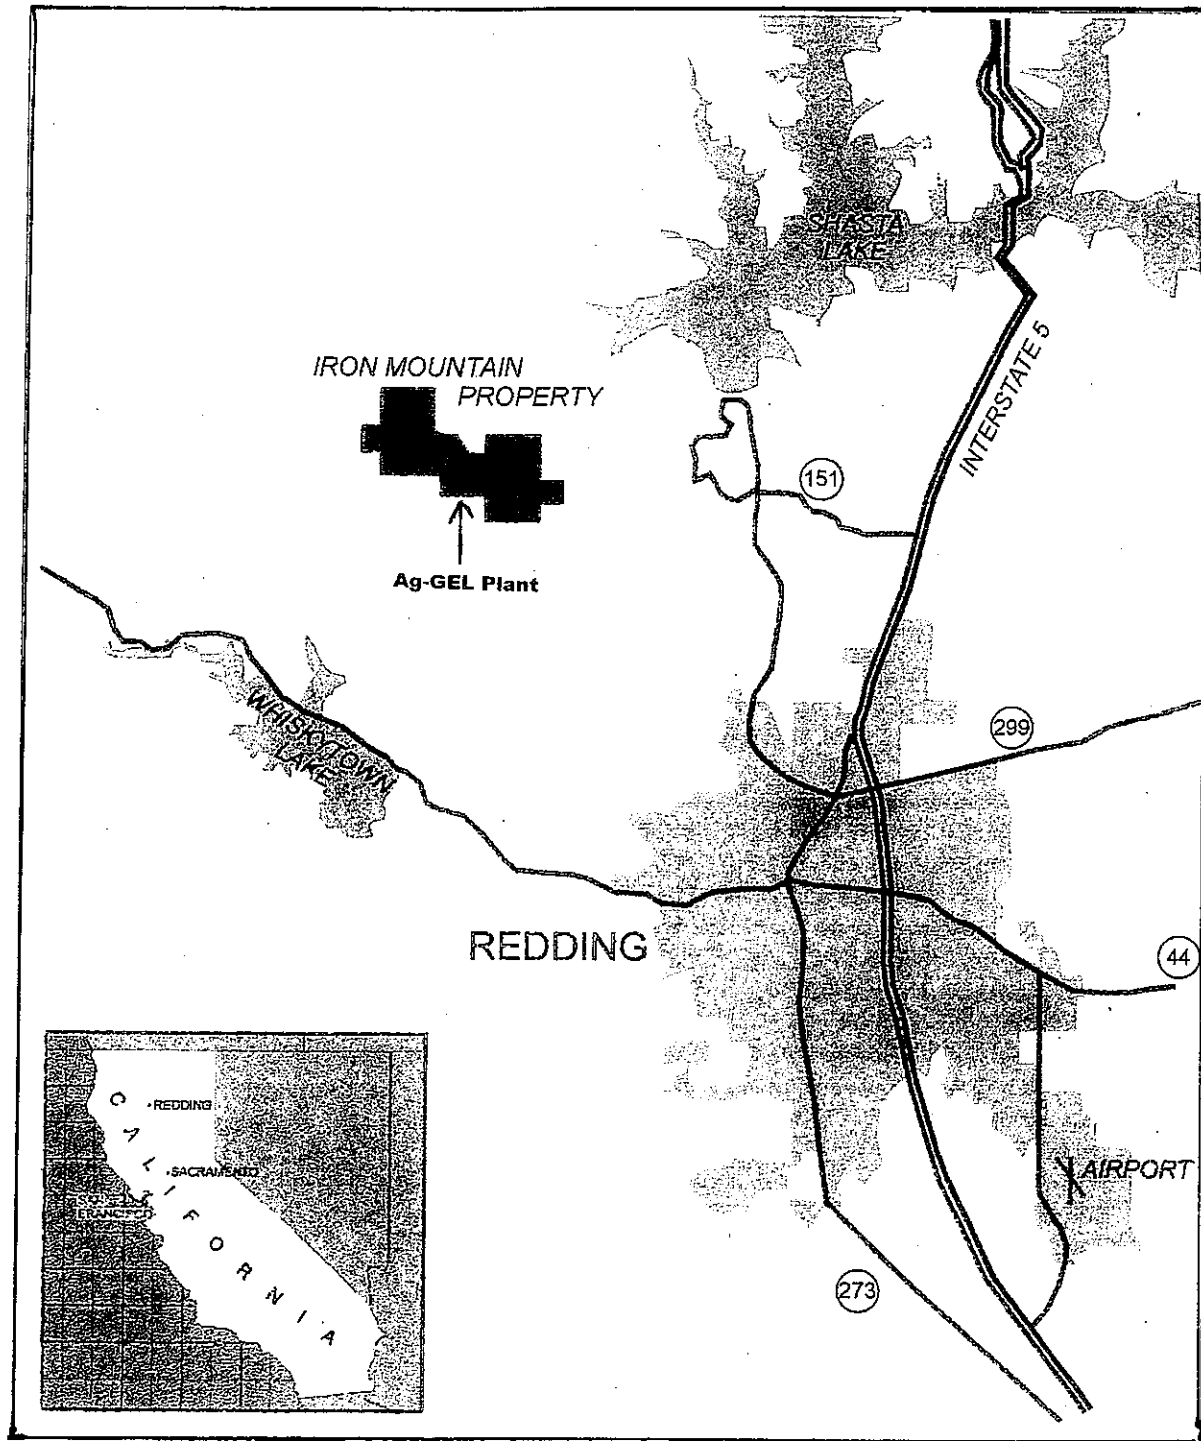 SHASTA
LAKE
INTERSTATE 5
IRON MOUNTAIN
PROPERTY
151
Ag-GEL Plant
WHISKYTOWN
LAKE
299
REDDING
44
AIRPORT
273
CALIFORNIA
REDDING
SACRAMENTO